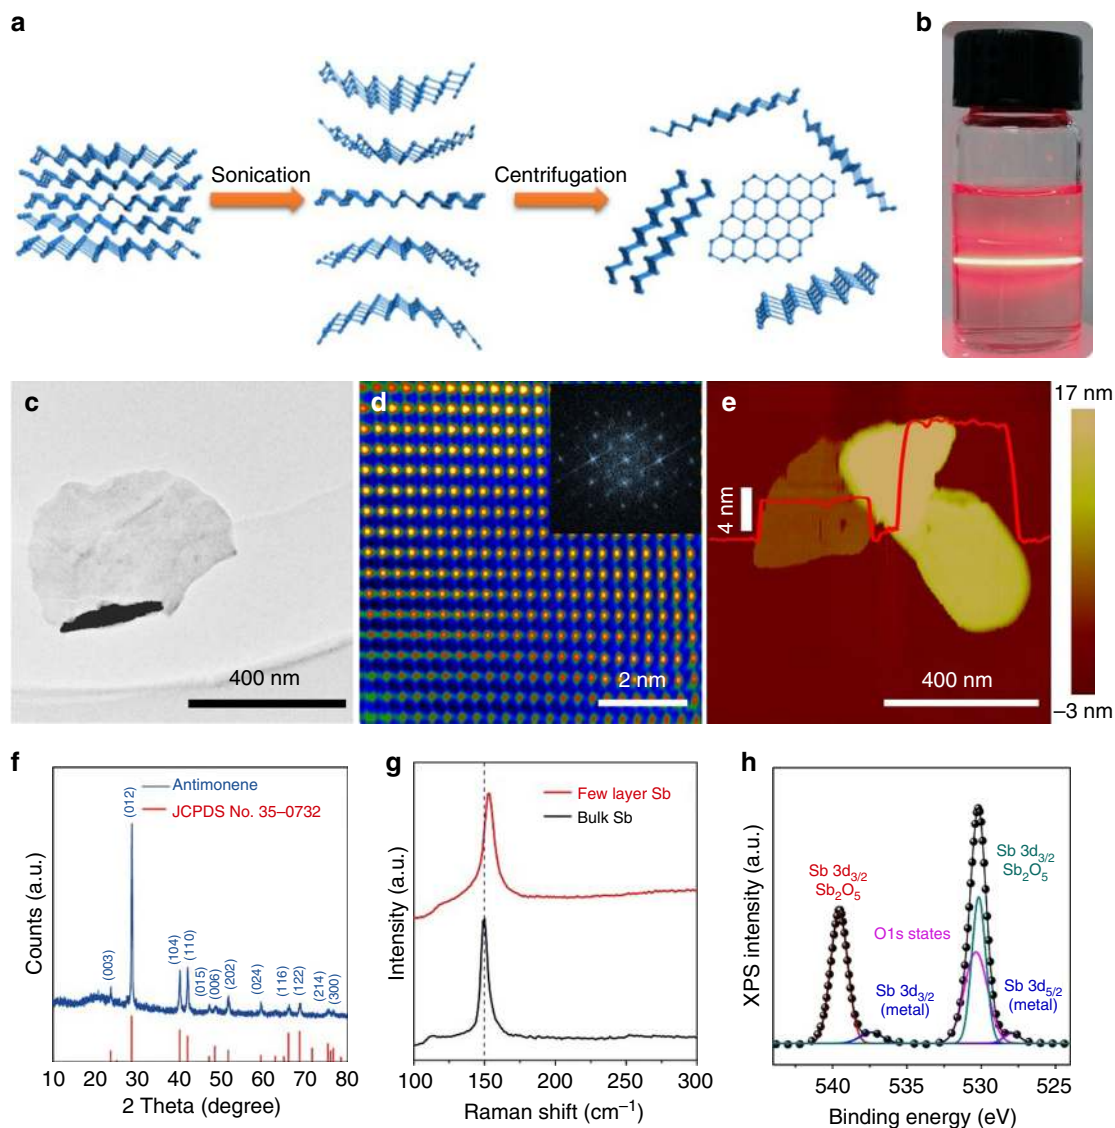 a
b
Sonication
Centrifugation
c
400 nm
d
2 nm
e
4 nm
400 nm
17 nm
–3 nm
f
Counts (a.u.)
Antimonene
JCPDS No. 35–0732
(003)
(012)
(104)
(110)
(015)
(006)
(202)
(024)
(116)
(122)
(214)
(300)
10 20 30 40 50 60 70 80
2 Theta (degree)
g
Intensity (a.u.)
Few layer Sb
Bulk Sb
100 150 200 250 300
Raman shift (cm⁻¹)
h
XPS intensity (a.u.)
Sb 3d₃/₂
Sb₂O₅
Sb 3d₃/₂
Sb₂O₅
O1s states
Sb 3d₃/₂
(metal)
Sb 3d₅/₂
(metal)
540 535 530 525
Binding energy (eV)